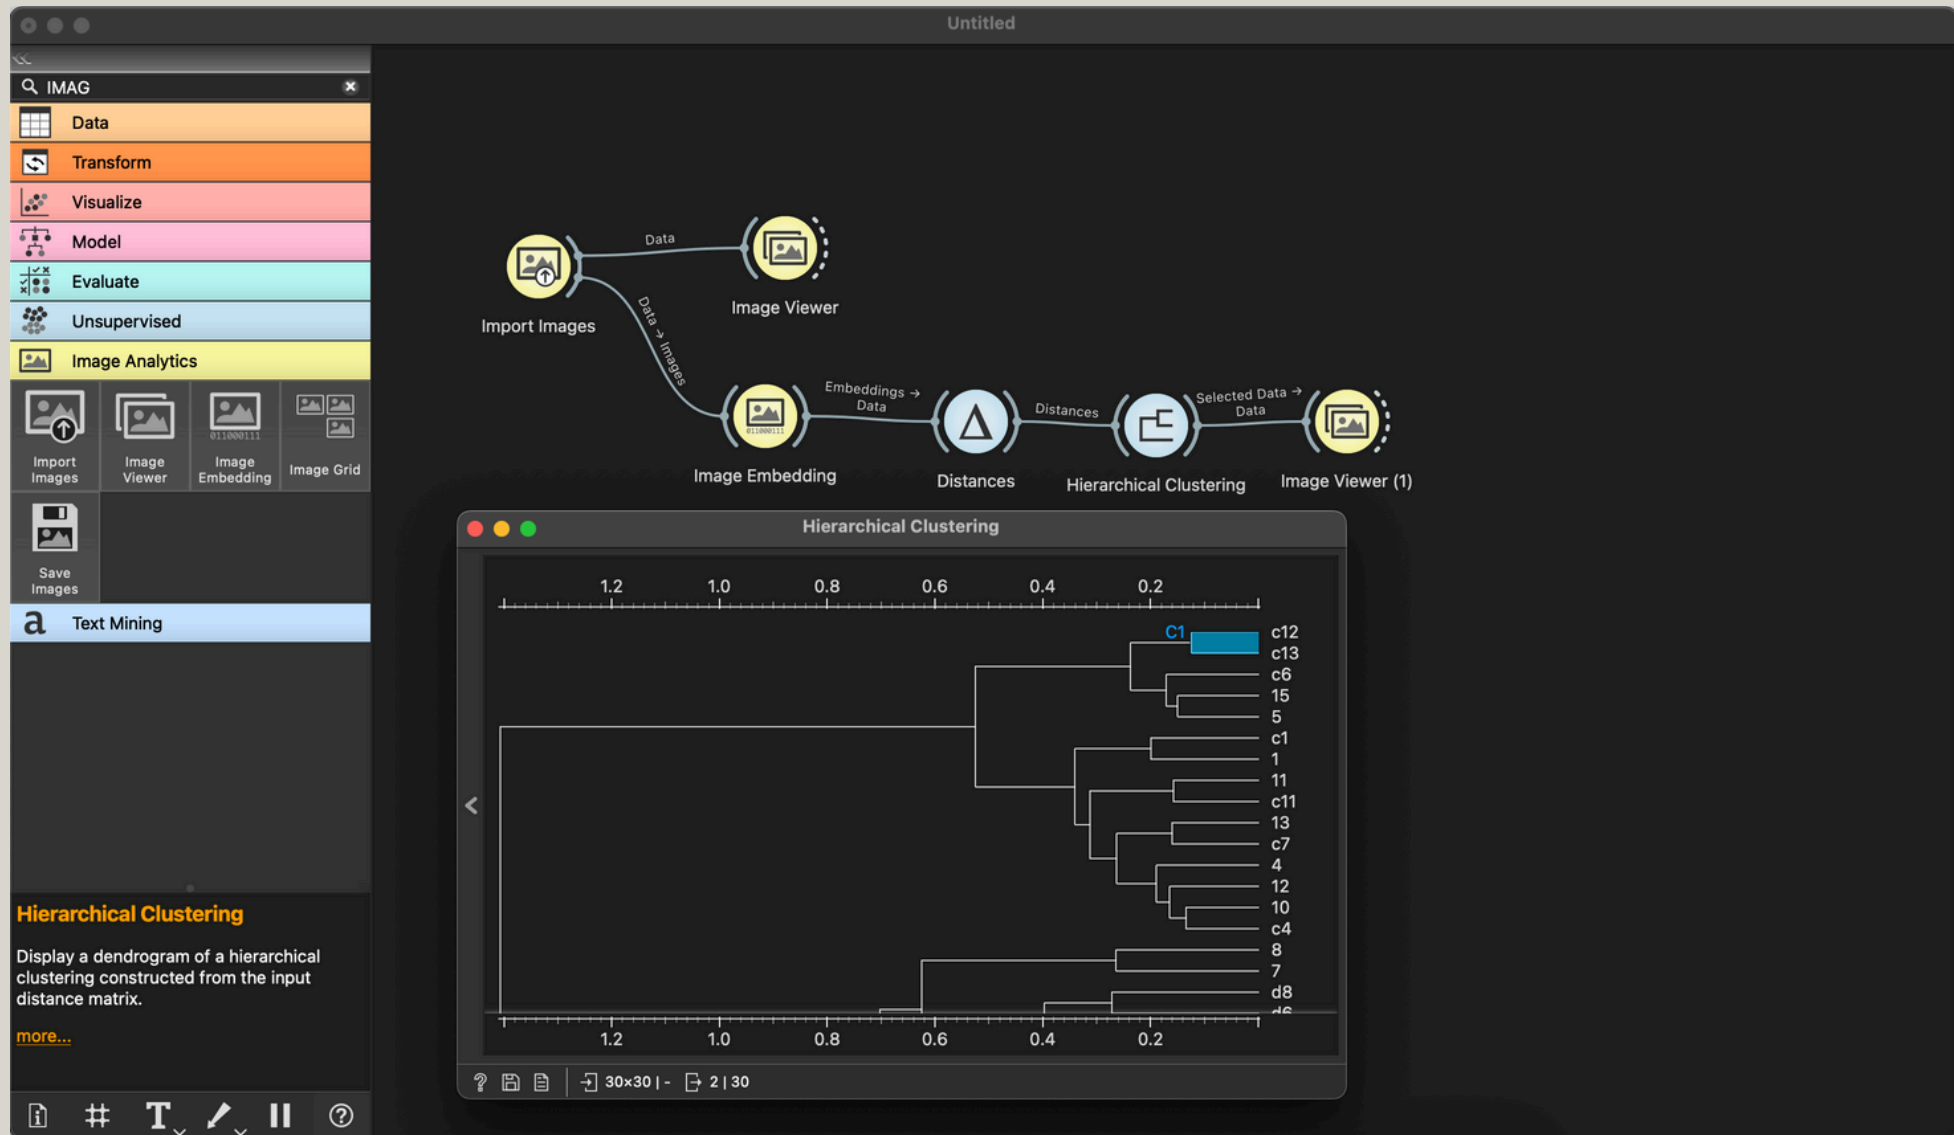 Untitled
IMAG
Data
Transform
Visualize
Model
Evaluate
Unsupervised
Image Analytics
Import
Images
Image
Viewer
011000111
Image
Embedding
Image Grid
Save
Images
a
Text Mining
Hierarchical Clustering
Display a dendrogram of a hierarchical
clustering constructed from the input
distance matrix.
more...
T
Import Images
Data
Image Viewer
Data → Images
011000111
Image Embedding
Embeddings →
Data
Distances
Distances
Hierarchical Clustering
Selected Data →
Data
Image Viewer (1)
Hierarchical Clustering
1.2 1.0 0.8 0.6 0.4 0.2
C1
c12
c13
c6
15
5
c1
1
11
c11
13
c7
4
12
10
c4
8
7
d8
d6
1.2 1.0 0.8 0.6 0.4 0.2
? 30×30 | - 2 | 30